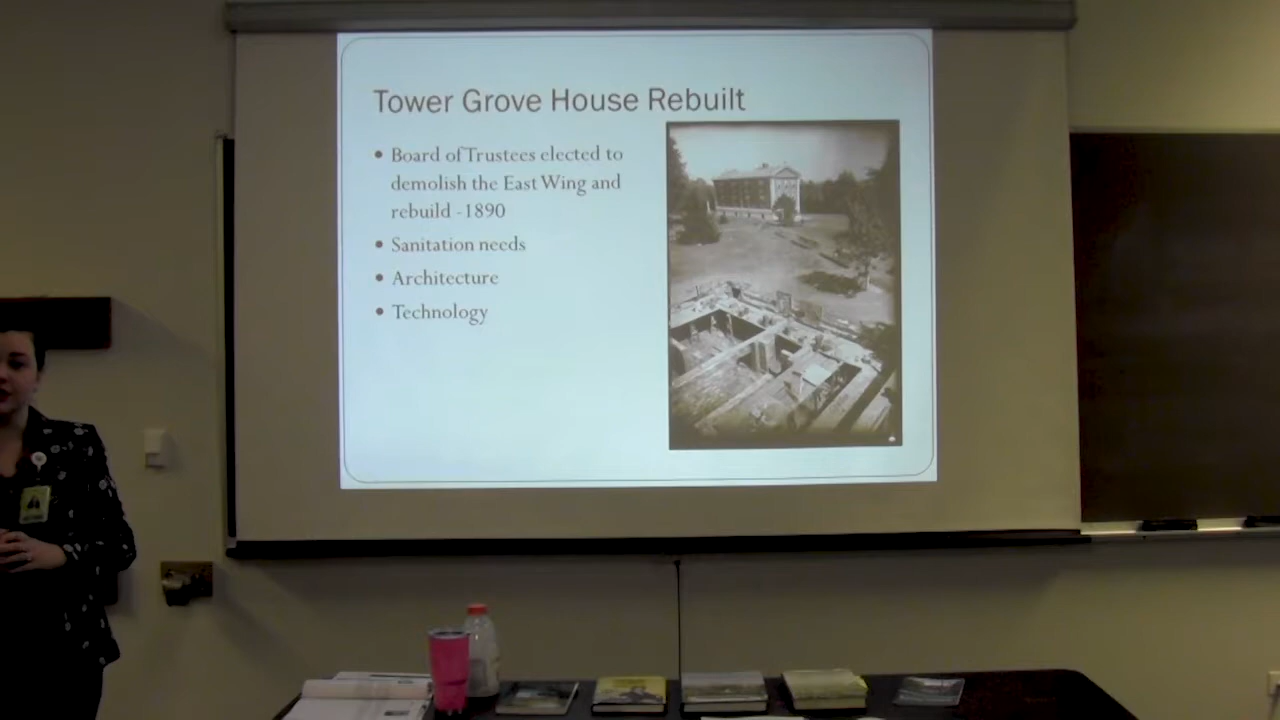 Tower Grove House Rebuilt
• Board of Trustees elected to
demolish the East Wing and
rebuild -1890
• Sanitation needs
• Architecture
• Technology